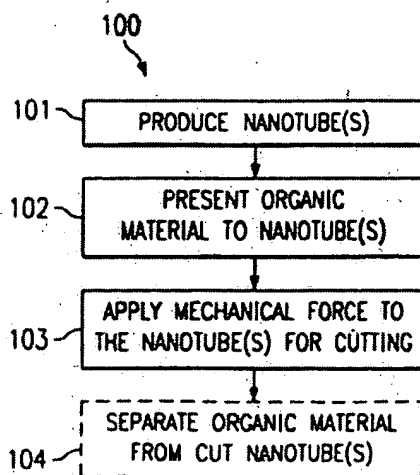 100
101
PRODUCE NANOTUBE(S)
102
PRESENT ORGANIC
MATERIAL TO NANOTUBE(S)
103
APPLY MECHANICAL FORCE TO
THE NANOTUBE(S) FOR CUTTING
104
SEPARATE ORGANIC MATERIAL
FROM CUT NANOTUBE(S)